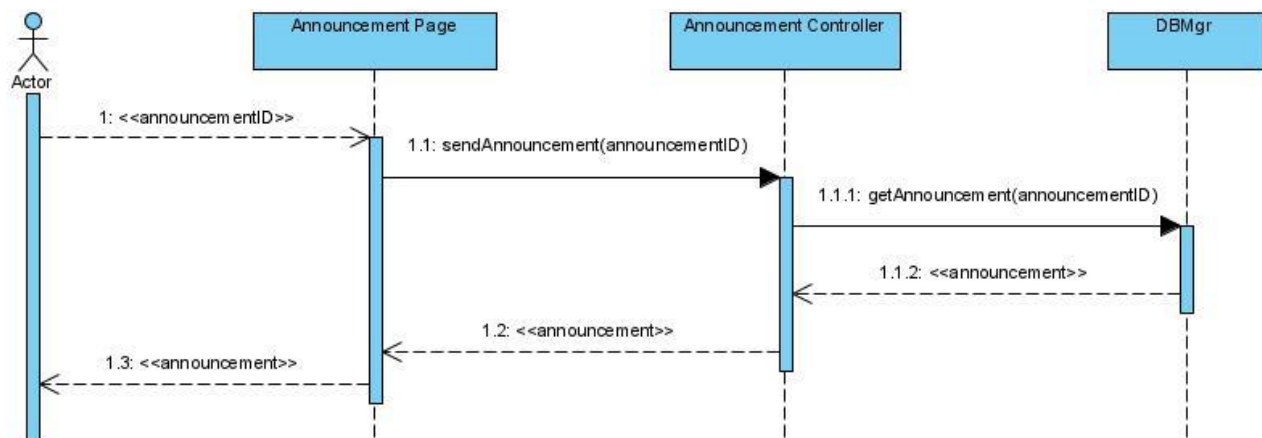 Announcement Page
Announcement Controller
DBMgr
Actor
1: <<announcementID>>
1.1: sendAnnouncement(announcementID)
1.1.1: getAnnouncement(announcementID)
1.1.2: <<announcement>>
1.2: <<announcement>>
1.3: <<announcement>>